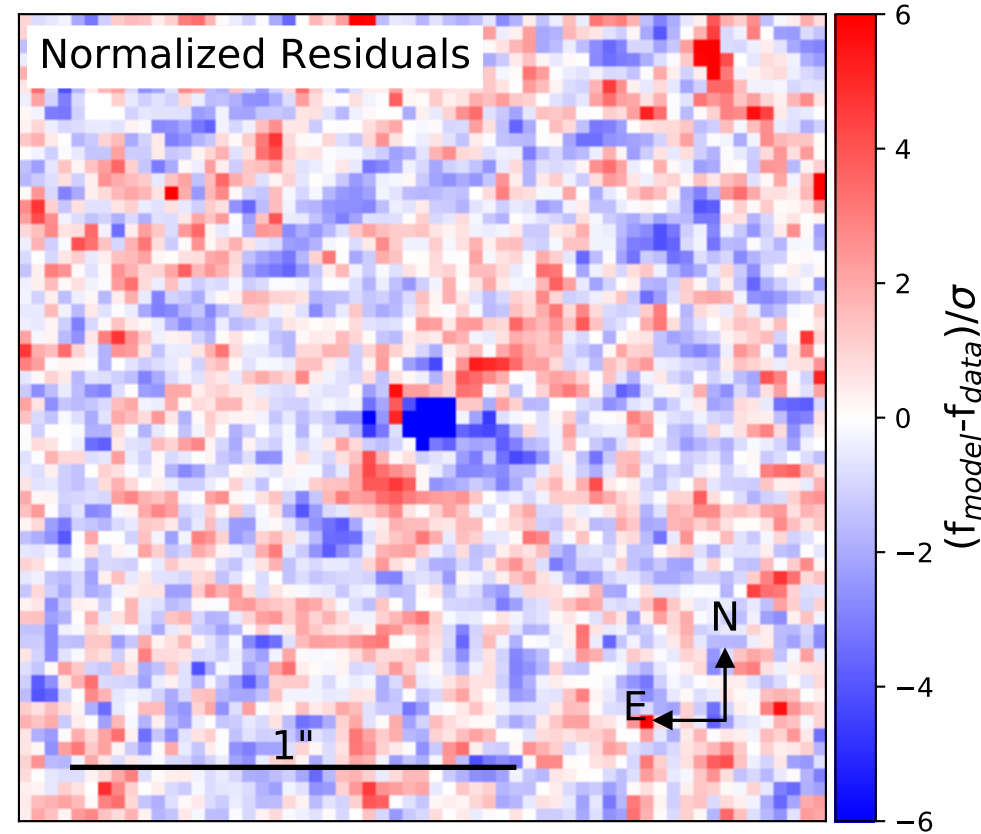 Normalized Residuals
6
4
2
0
−2
−4
−6
(f_model-f_data)/σ
N
E
1"